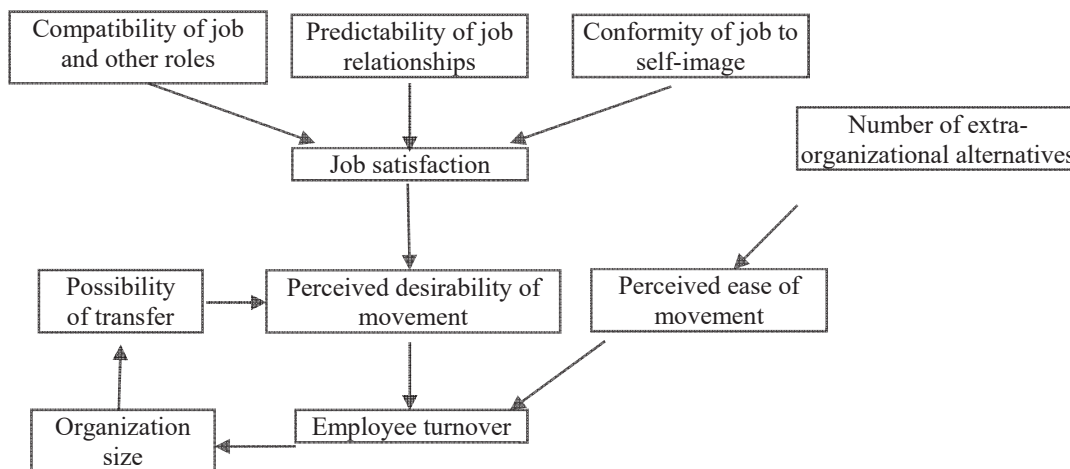 Compatibility of job
and other roles
Predictability of job
relationships
Conformity of job to
self-image
Number of extra-
organizational alternatives
Job satisfaction
Possibility
of transfer
Perceived desirability of
movement
Perceived ease of
movement
Organization
size
Employee turnover